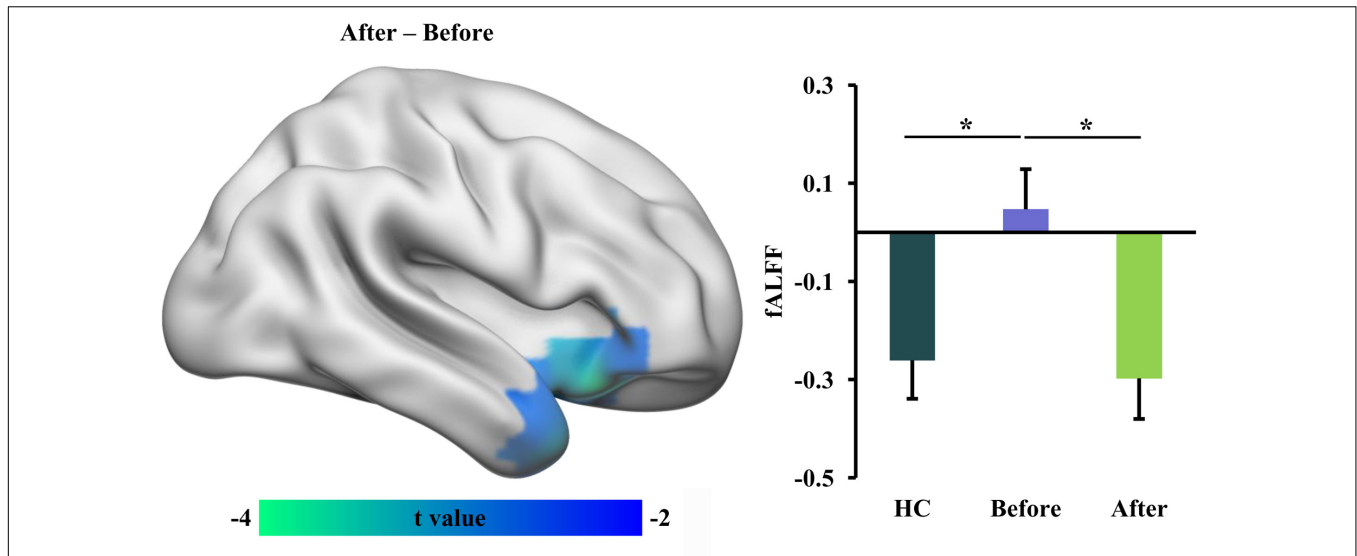 After – Before
-4 t value -2
0.3
0.1
-0.1
-0.3
-0.5
fALFF
* *
HC Before After